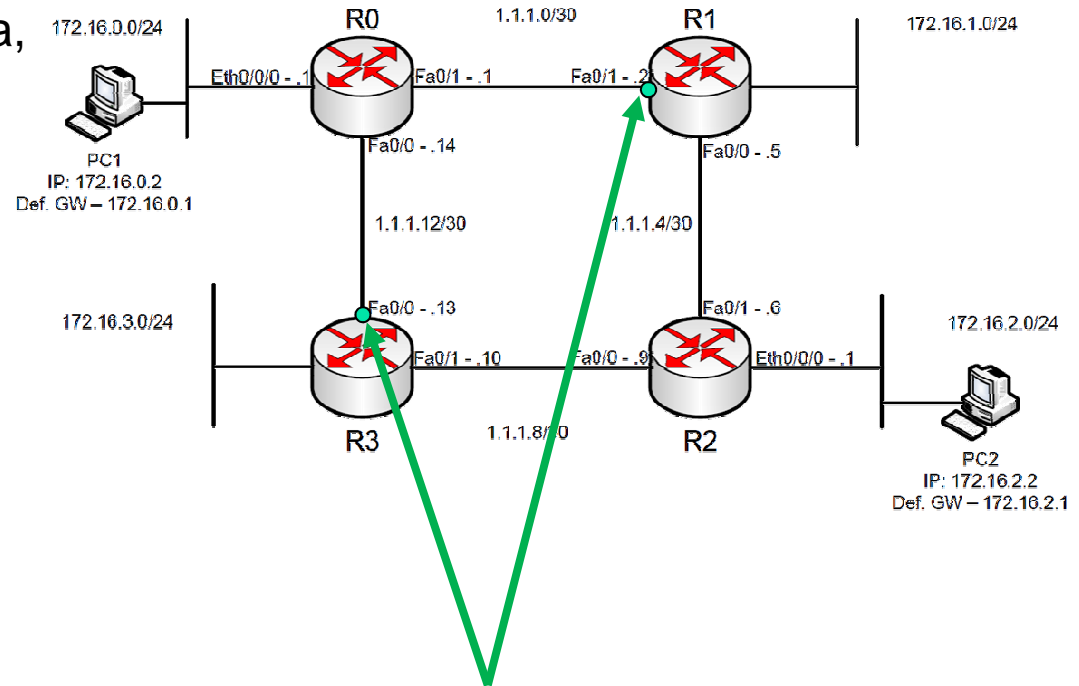 a,
172.16.0.0/24
R0
1.1.1.0/30
R1
172.16.1.0/24
Eth0/0/0 - .1
Fa0/1 - .1
Fa0/1 - .2
Fa0/0 - .14
Fa0/0 - .5
PC1
IP: 172.16.0.2
Def. GW – 172.16.0.1
1.1.1.12/30
1.1.1.4/30
172.16.3.0/24
Fa0/0 - .13
Fa0/1 - .6
172.16.2.0/24
Fa0/1 - .10
Fa0/0 - .9
Eth0/0/0 - .1
R3
1.1.1.8/30
R2
PC2
IP: 172.16.2.2
Def. GW – 172.16.2.1